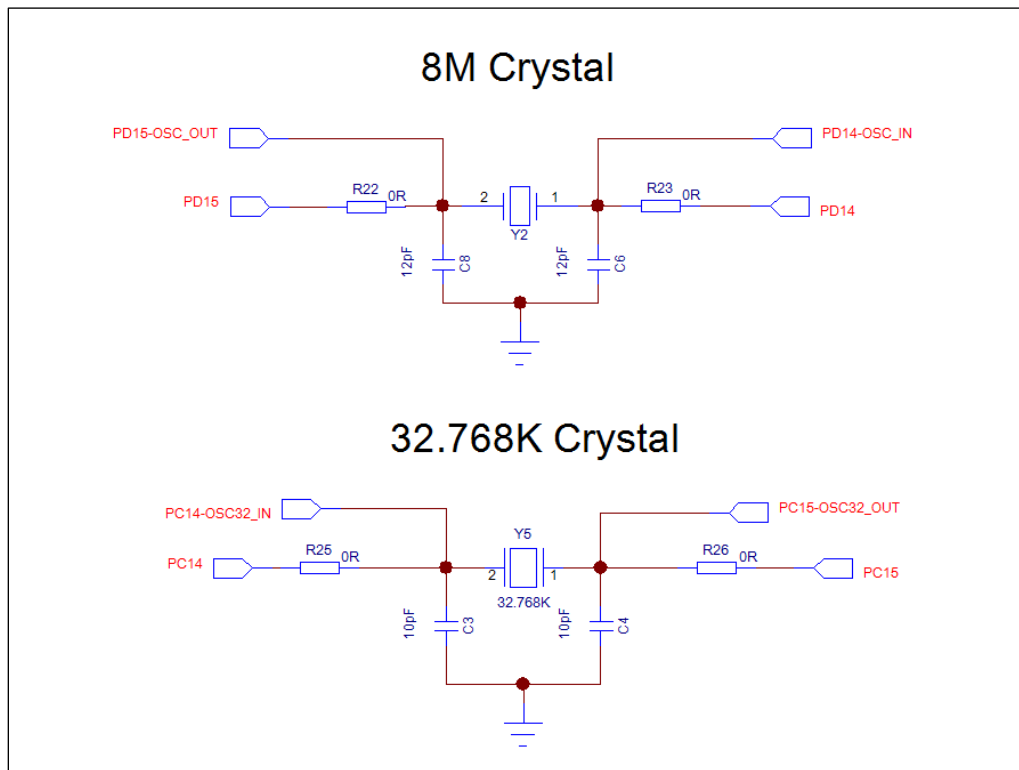 8M Crystal
PD15-OSC_OUT
PD14-OSC_IN
R22
0R
R23
0R
PD15
2
1
PD14
Y2
12pF
C8
12pF
C6
32.768K Crystal
PC14-OSC32_IN
PC15-OSC32_OUT
Y5
R25
0R
R26
0R
PC14
2
1
PC15
32.768K
10pF
C3
10pF
C4